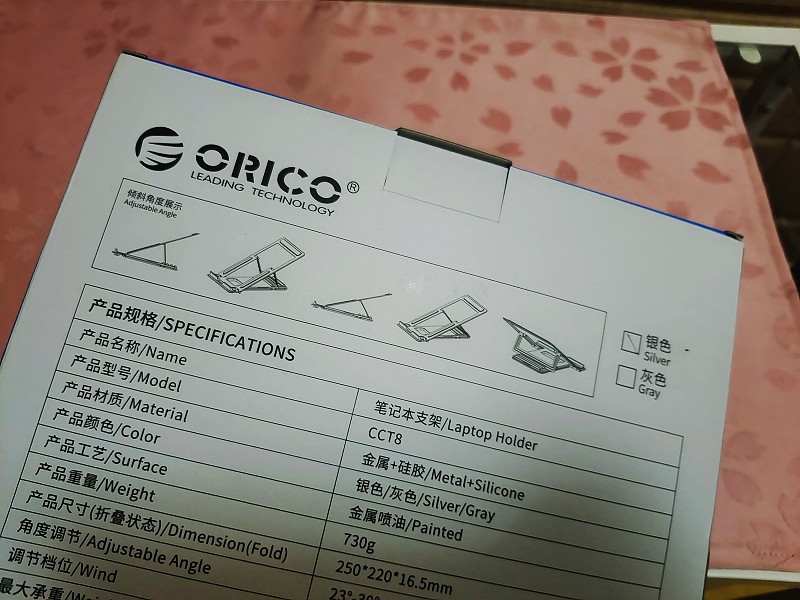 ORICO®
LEADING TECHNOLOGY
倾斜角度展示
Adjustable Angle
银色
Silver
灰色
Gray
产品规格/SPECIFICATIONS
产品名称/Name 笔记本支架/Laptop Holder
产品型号/Model CCT8
产品材质/Material 金属+硅胶/Metal+Silicone
产品颜色/Color 银色/灰色/Silver/Gray
产品工艺/Surface 金属喷油/Painted
产品重量/Weight 730g
产品尺寸(折叠状态)/Dimension(Fold) 250*220*16.5mm
角度调节/Adjustable Angle
调节档位/Wind
最大承重